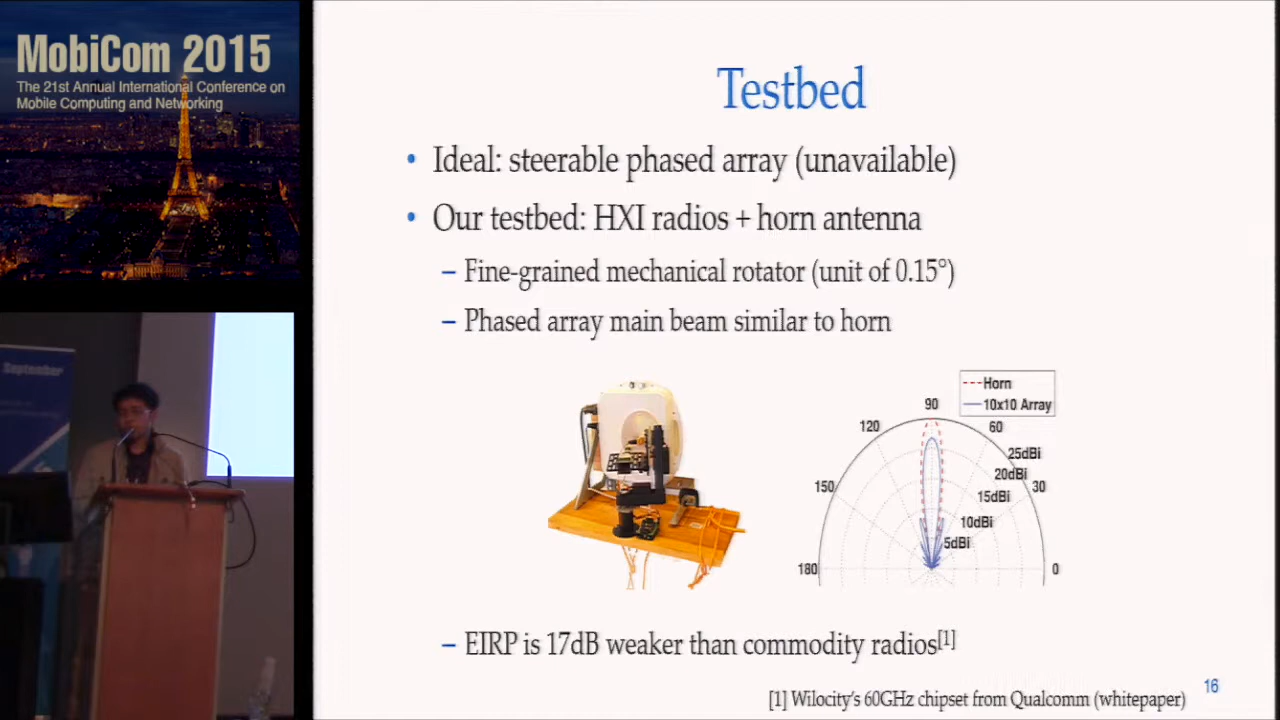 MobiCom 2015
The 21st Annual International Conference on
Mobile Computing and Networking
September
Testbed
• Ideal: steerable phased array (unavailable)
• Our testbed: HXI radios + horn antenna
– Fine-grained mechanical rotator (unit of 0.15°)
– Phased array main beam similar to horn
Horn
10x10 Array
90
120
60
150
30
180
0
25dBi
20dBi
15dBi
10dBi
5dBi
– EIRP is 17dB weaker than commodity radios[1]
[1] Wilocity's 60GHz chipset from Qualcomm (whitepaper)
16